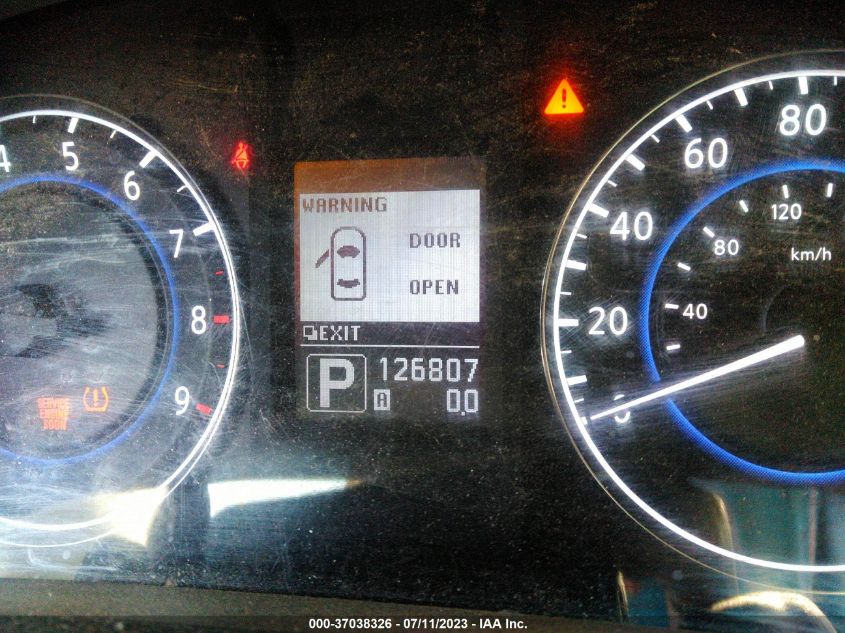 4
5
6
7
8
9
SERVICE
ENGINE
SOON
WARNING
DOOR
OPEN
EXIT
P
126807
A
0.0
0
20
40
60
80
40
80
120
km/h
000-37038326 - 07/11/2023 - IAA Inc.